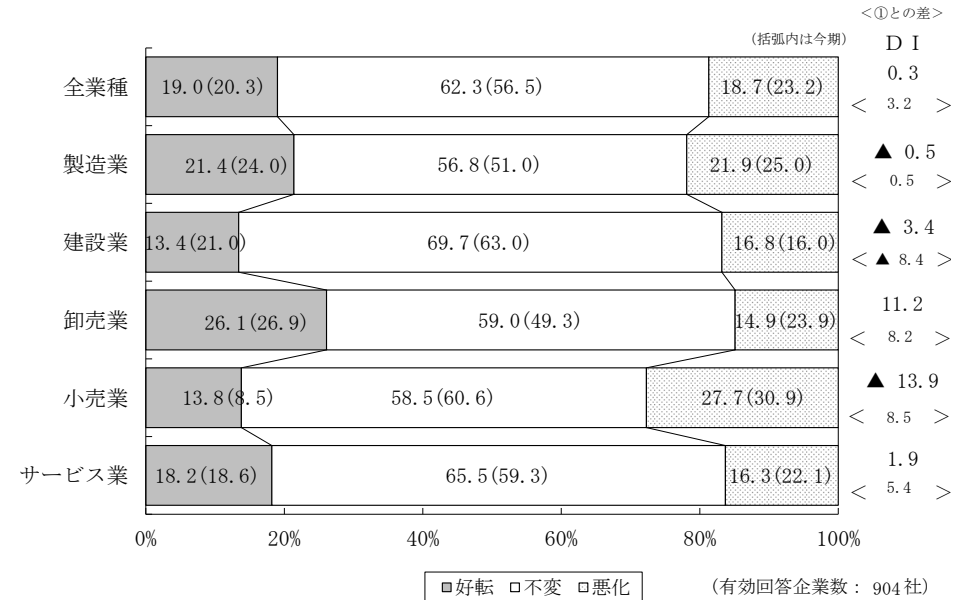 <①との差>
(括弧内は今期) ＤＩ
全業種 19.0(20.3) 62.3(56.5) 18.7(23.2) 0.3
< 3.2 >
製造業 21.4(24.0) 56.8(51.0) 21.9(25.0) ▲ 0.5
< 0.5 >
建設業 13.4(21.0) 69.7(63.0) 16.8(16.0) ▲ 3.4
< ▲ 8.4 >
卸売業 26.1(26.9) 59.0(49.3) 14.9(23.9) 11.2
< 8.2 >
小売業 13.8(8.5) 58.5(60.6) 27.7(30.9) ▲ 13.9
< 8.5 >
サービス業 18.2(18.6) 65.5(59.3) 16.3(22.1) 1.9
< 5.4 >
0% 20% 40% 60% 80% 100%
好転 不変 悪化 (有効回答企業数： 904社)